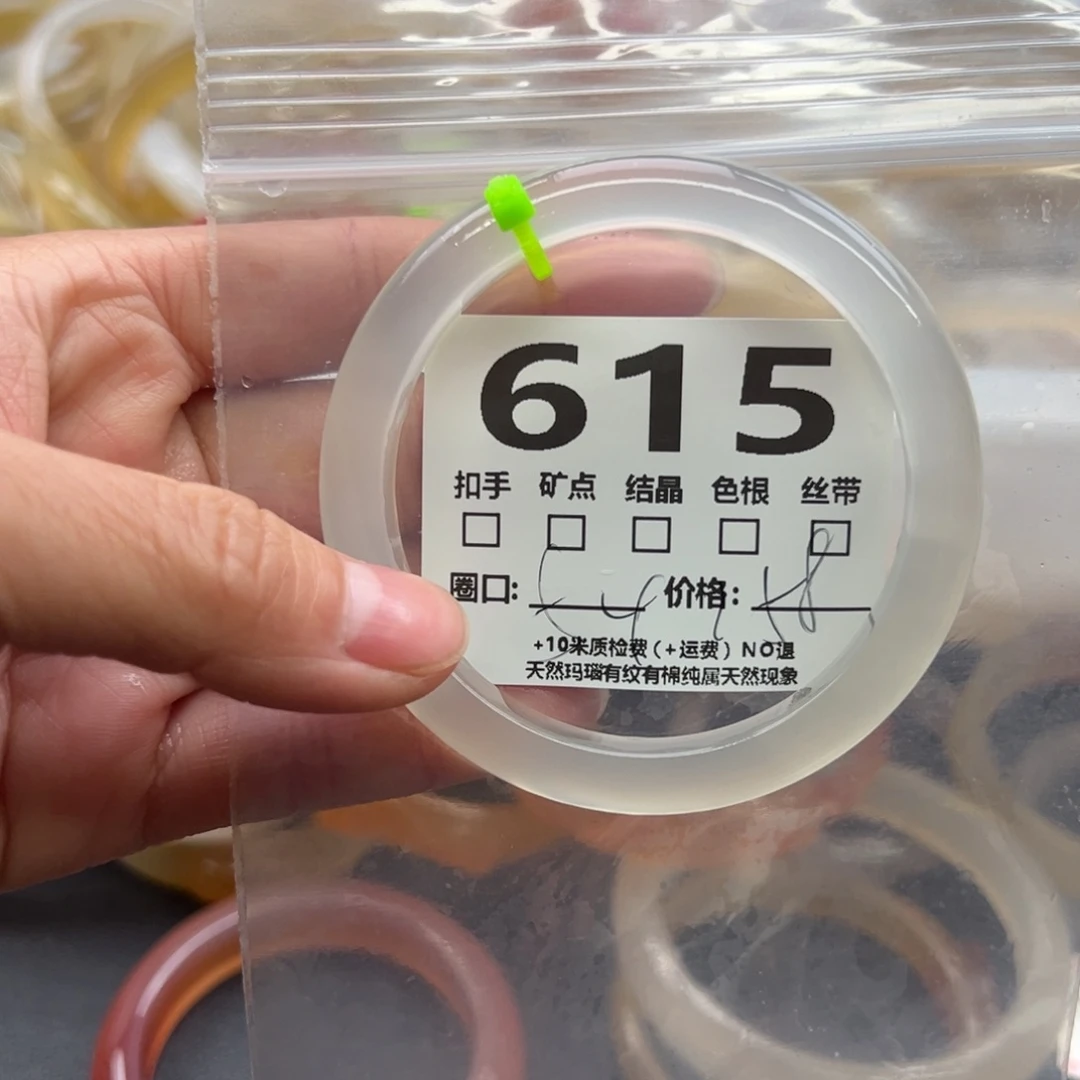 615
扣手 矿点 结晶 色根 丝带
圈口: 价格:
+10米质检费（+运费）NO退
天然玛瑙有纹有棉纯属天然现象